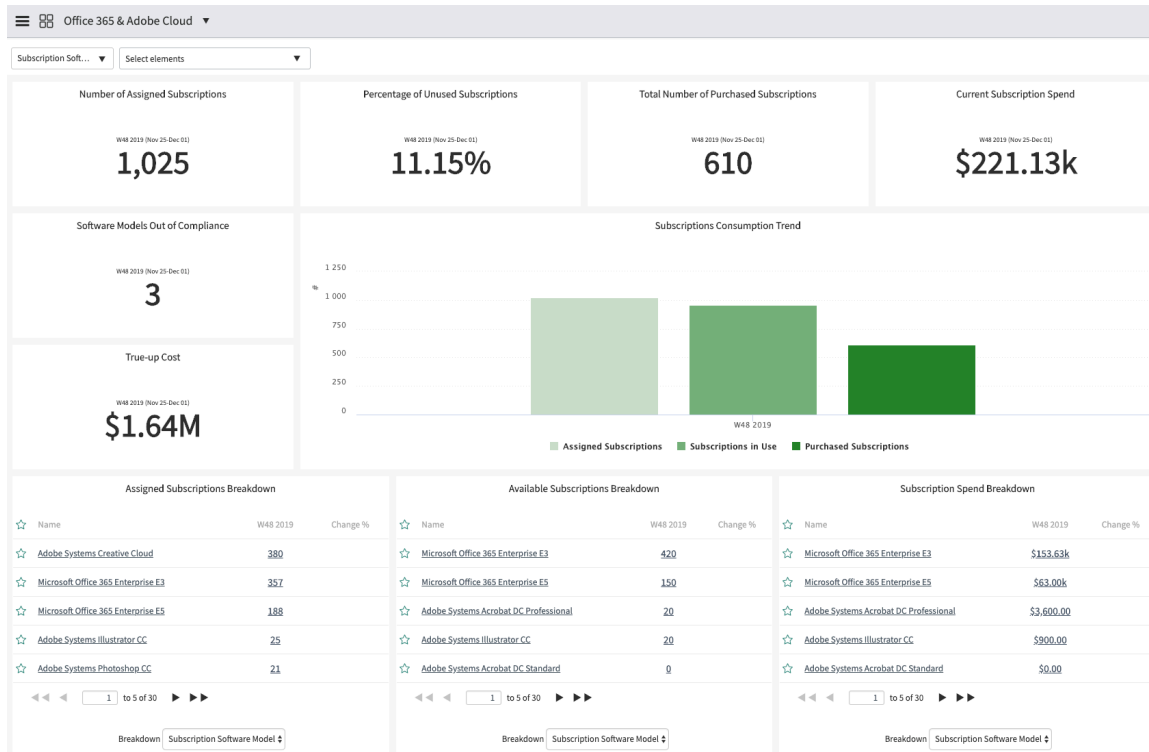 Office 365 & Adobe Cloud ▼
Subscription Soft... ▼ Select elements ▼
Number of Assigned Subscriptions
W48 2019 (Nov 25-Dec 01)
1,025
Percentage of Unused Subscriptions
W48 2019 (Nov 25-Dec 01)
11.15%
Total Number of Purchased Subscriptions
W48 2019 (Nov 25-Dec 01)
610
Current Subscription Spend
W48 2019 (Nov 25-Dec 01)
$221.13k
Software Models Out of Compliance
W48 2019 (Nov 25-Dec 01)
3
True-up Cost
W48 2019 (Nov 25-Dec 01)
$1.64M
Subscriptions Consumption Trend
%
1 250
1 000
750
500
250
0
W48 2019
Assigned Subscriptions Subscriptions in Use Purchased Subscriptions
Assigned Subscriptions Breakdown
Name W48 2019 Change %
Adobe Systems Creative Cloud 380
Microsoft Office 365 Enterprise E3 357
Microsoft Office 365 Enterprise E5 188
Adobe Systems Illustrator CC 25
Adobe Systems Photoshop CC 21
1 to 5 of 30
Breakdown Subscription Software Model
Available Subscriptions Breakdown
Name W48 2019 Change %
Microsoft Office 365 Enterprise E3 420
Microsoft Office 365 Enterprise E5 150
Adobe Systems Acrobat DC Professional 20
Adobe Systems Illustrator CC 20
Adobe Systems Acrobat DC Standard 0
1 to 5 of 30
Breakdown Subscription Software Model
Subscription Spend Breakdown
Name W48 2019 Change %
Microsoft Office 365 Enterprise E3 $153.63k
Microsoft Office 365 Enterprise E5 $63.00k
Adobe Systems Acrobat DC Professional $3,600.00
Adobe Systems Illustrator CC $900.00
Adobe Systems Acrobat DC Standard $0.00
1 to 5 of 30
Breakdown Subscription Software Model